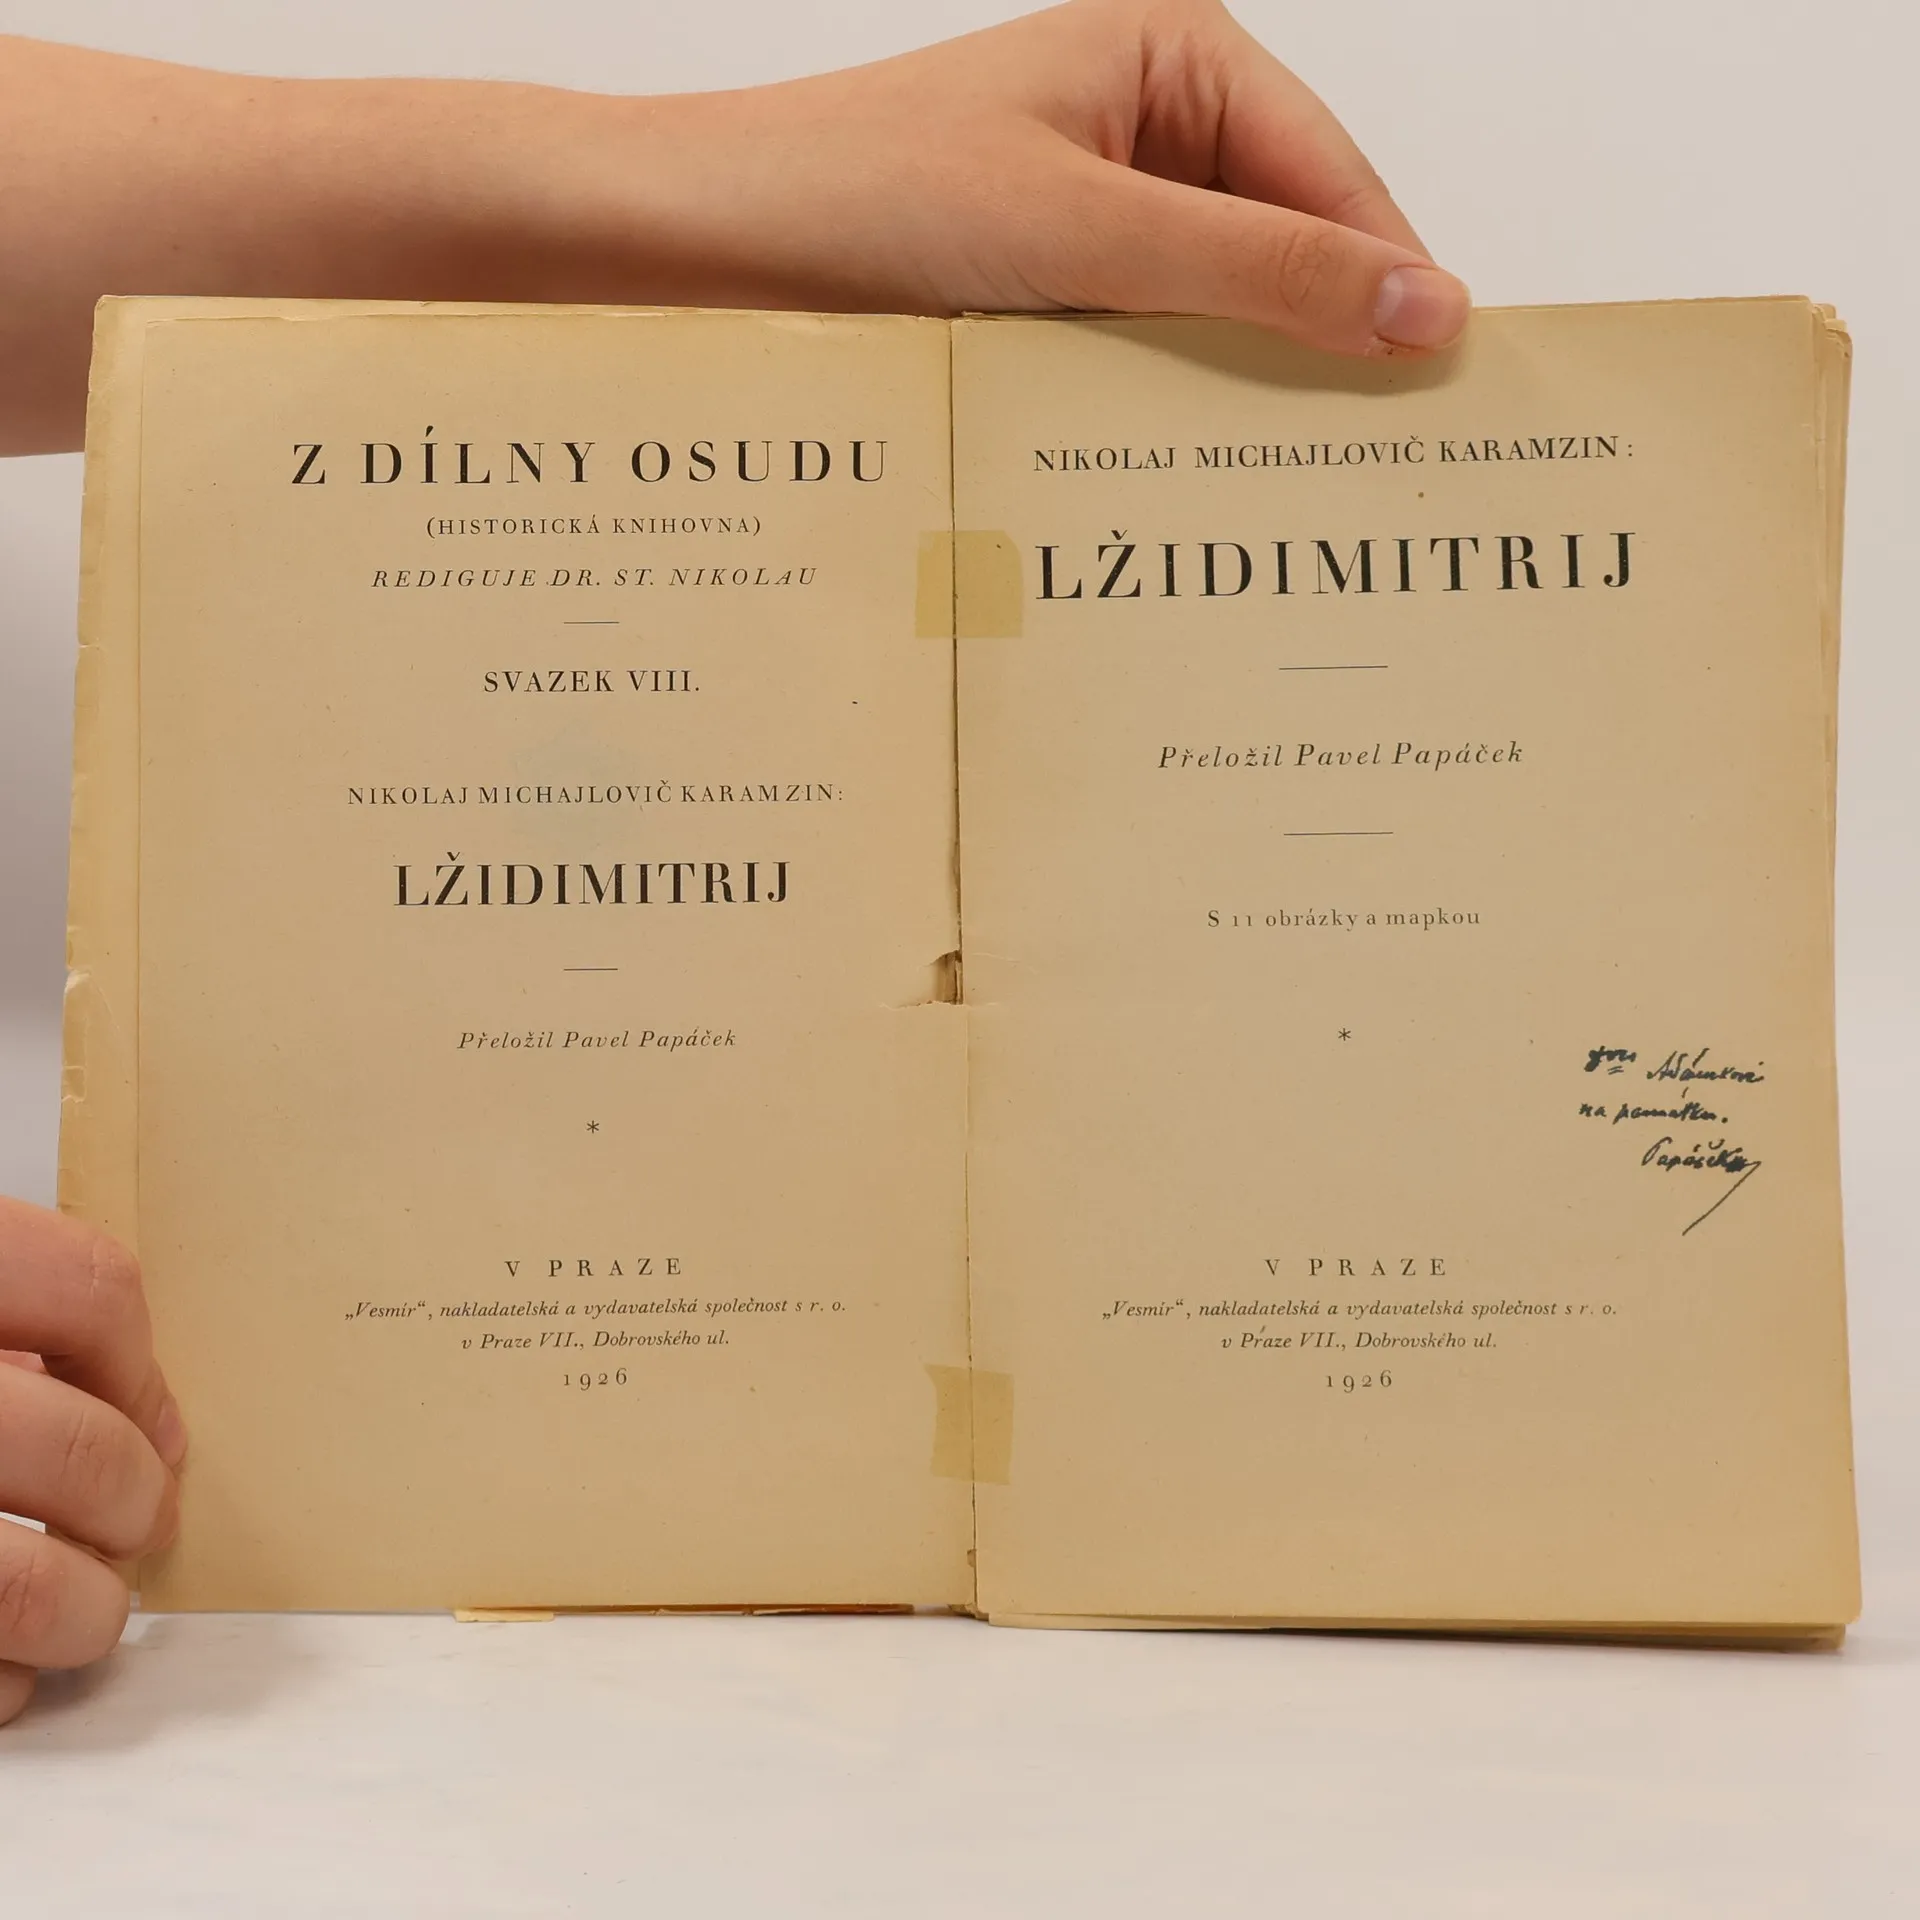 Z DÍLNY OSUDU
(HISTORICKÁ KNIHOVNA)
REDIGUJE DR. ST. NIKOLAU
SVAZEK VIII.
NIKOLAJ MICHAJLOVIČ KARAMZIN:
LŽIDIMITRIJ
Přeložil Pavel Papáček
*
V PRAZE
„Vesmír“, nakladatelská a vydavatelská společnost s r. o.
v Praze VII., Dobrovského ul.
1926
NIKOLAJ MICHAJLOVIČ KARAMZIN:
LŽIDIMITRIJ
Přeložil Pavel Papáček
S 11 obrázky a mapkou
*
Adámkovi
na památku.
Papáček
V PRAZE
„Vesmír“, nakladatelská a vydavatelská společnost s r. o.
v Praze VII., Dobrovského ul.
1926